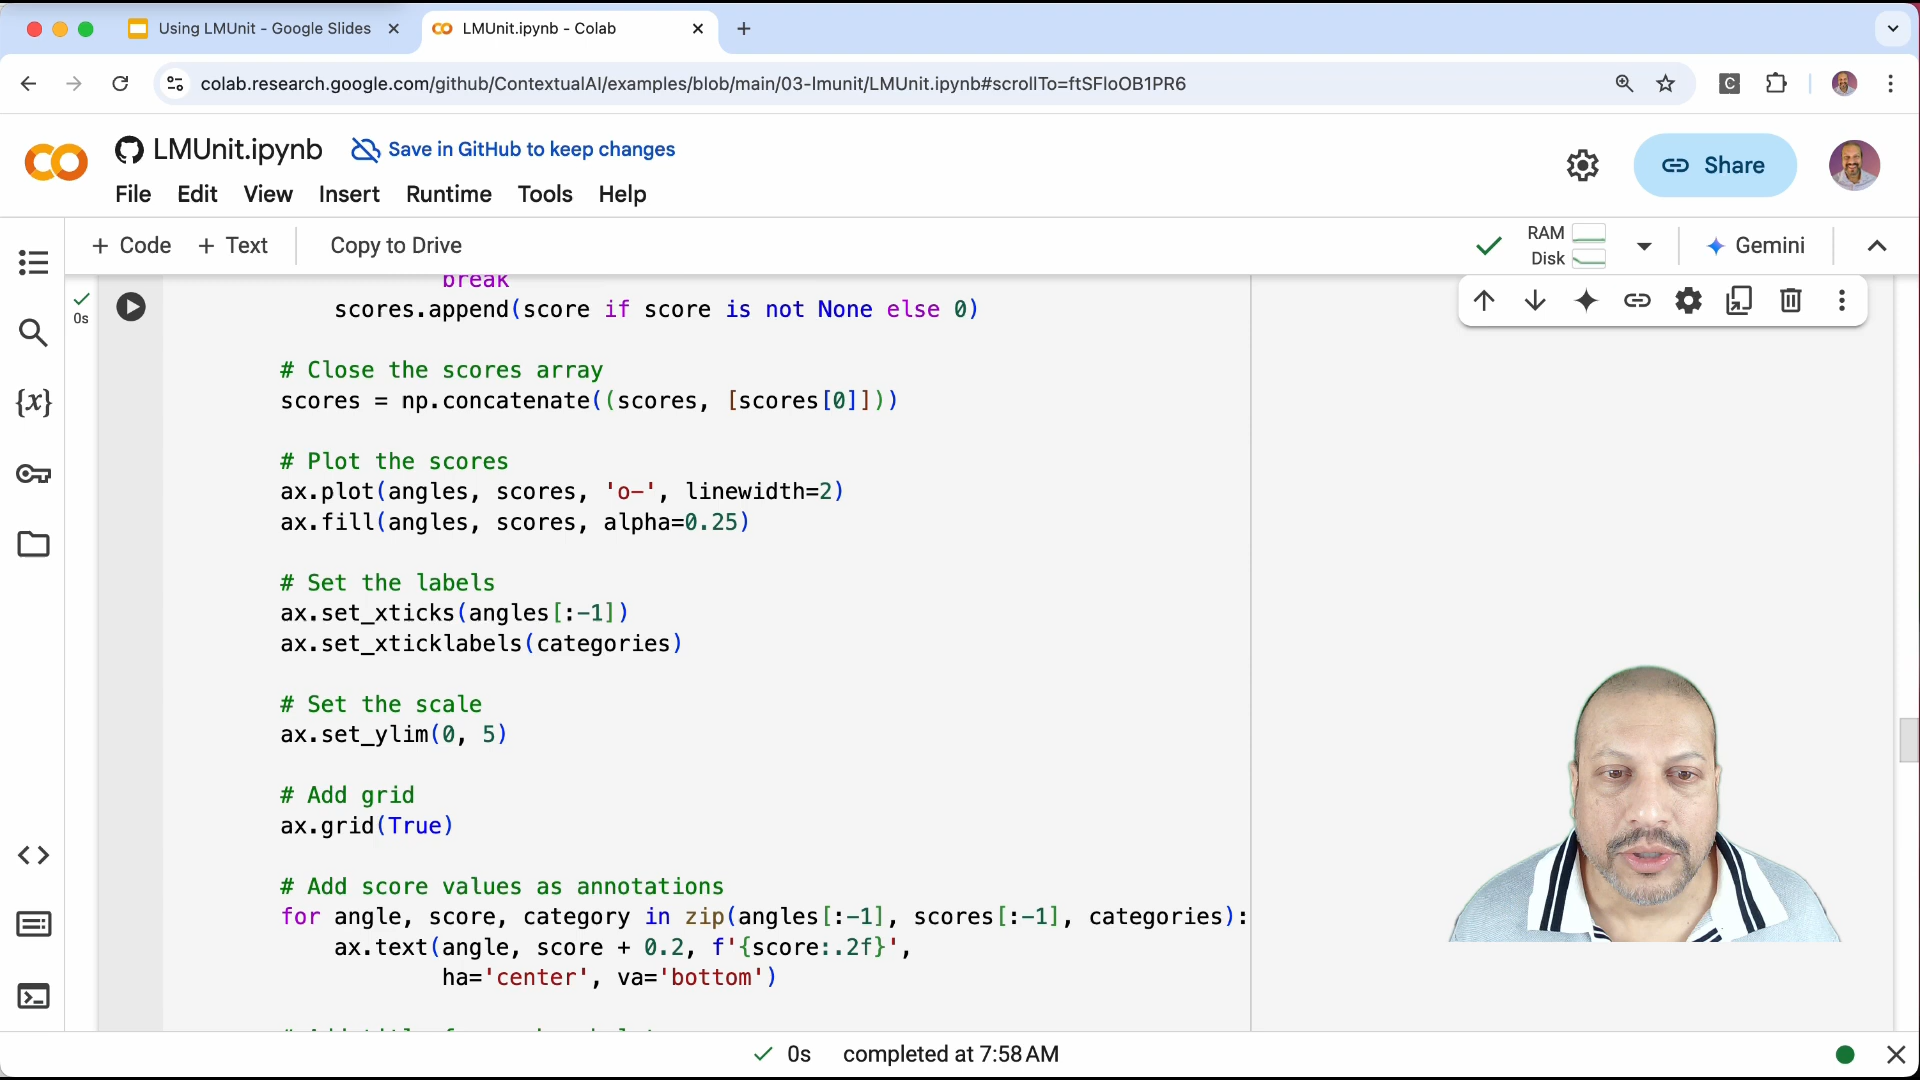 Using LMUnit - Google Slides
LMUnit.ipynb - Colab
colab.research.google.com/github/ContextualAI/examples/blob/main/03-lmunit/LMUnit.ipynb#scrollTo=ftSFIoOB1PR6
LMUnit.ipynb
Save in GitHub to keep changes
Share
File Edit View Insert Runtime Tools Help
+ Code + Text Copy to Drive
RAM
Disk
Gemini
0s
break
scores.append(score if score is not None else 0)
# Close the scores array
scores = np.concatenate((scores, [scores[0]]))
# Plot the scores
ax.plot(angles, scores, 'o-', linewidth=2)
ax.fill(angles, scores, alpha=0.25)
# Set the labels
ax.set_xticks(angles[:-1])
ax.set_xticklabels(categories)
# Set the scale
ax.set_ylim(0, 5)
# Add grid
ax.grid(True)
# Add score values as annotations
for angle, score, category in zip(angles[:-1], scores[:-1], categories):
ax.text(angle, score + 0.2, f'{score:.2f}',
ha='center', va='bottom')
0s completed at 7:58 AM